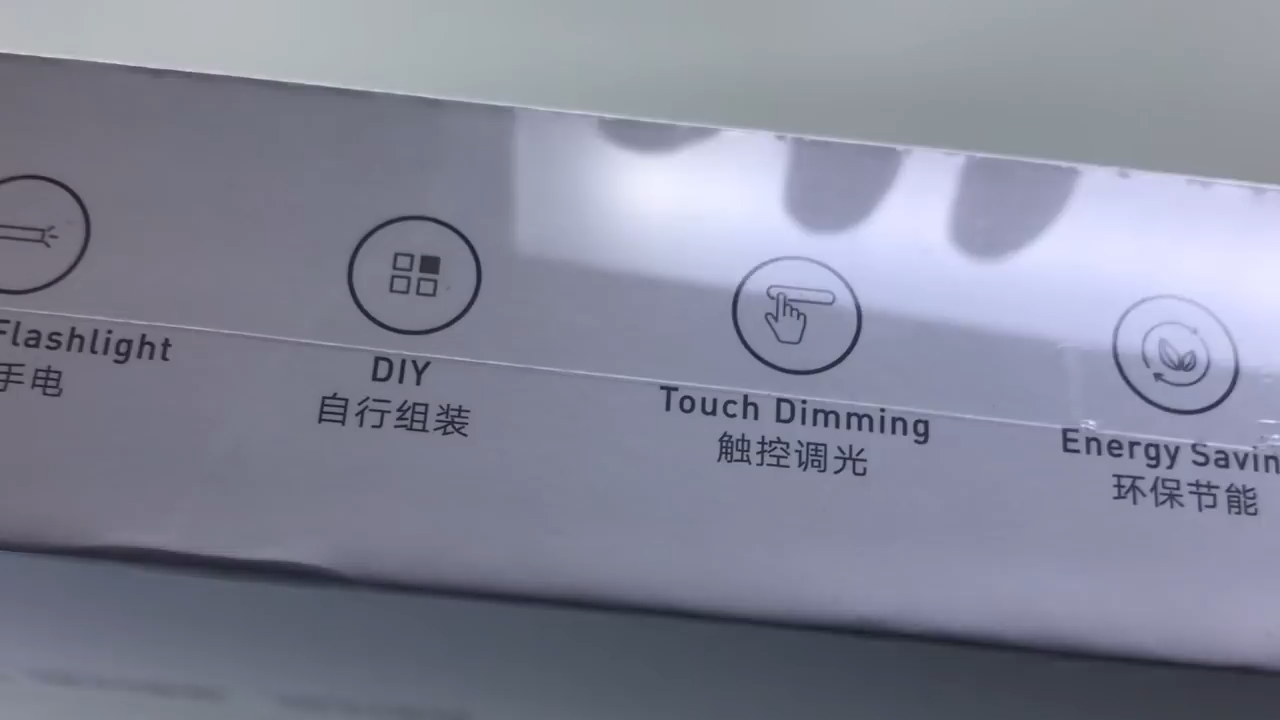 Flashlight
手电
DIY
自行组装
Touch Dimming
触控调光
Energy Savin
环保节能